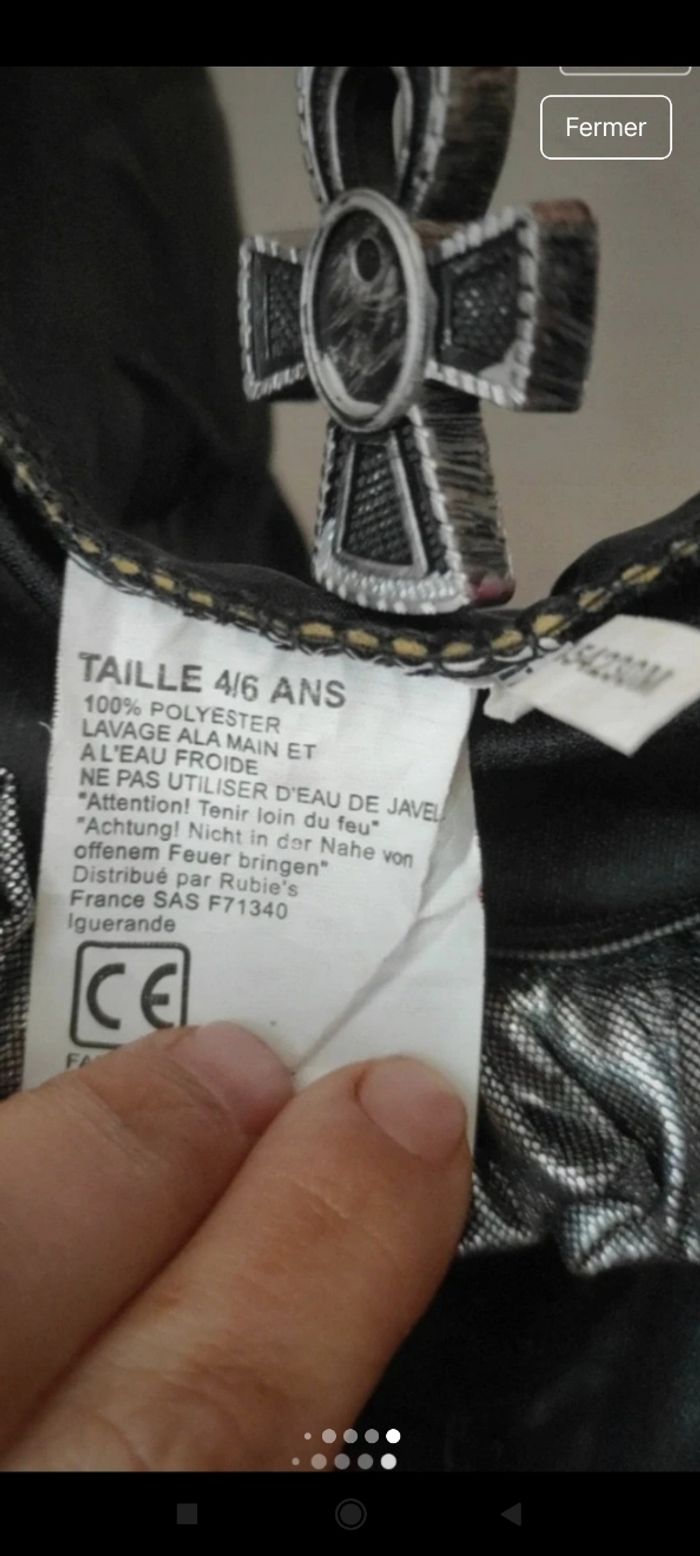 Fermer
TAILLE 4/6 ANS
100% POLYESTER
LAVAGE ALA MAIN ET
A L'EAU FROIDE
NE PAS UTILISER D'EAU DE JAVEL
"Attention! Tenir loin du feu"
"Achtung! Nicht in der Nahe von
offenem Feuer bringen"
Distribué par Rubie's
France SAS F71340
Iguerande
CE